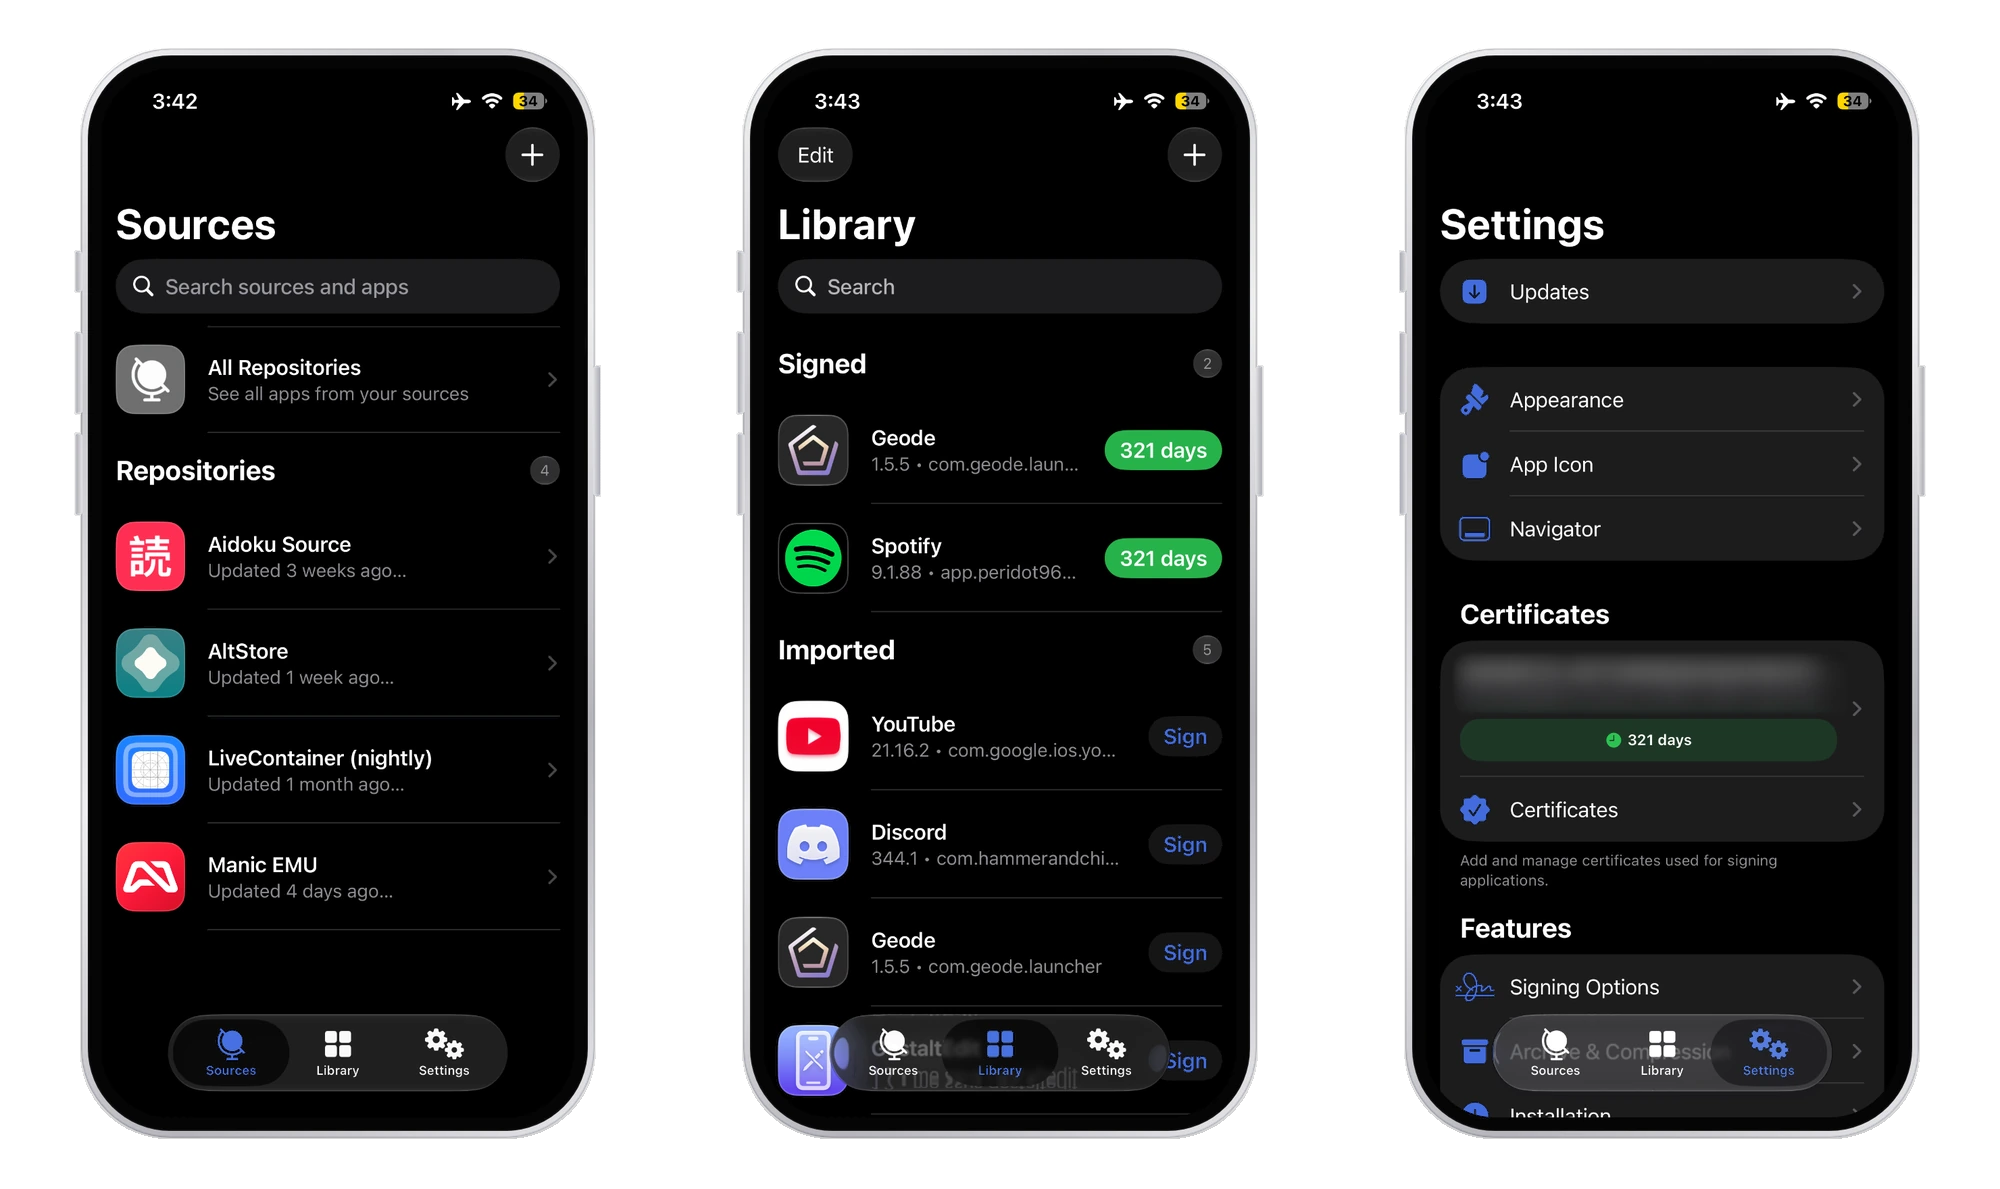 3:42
34
Sources
Search sources and apps
All Repositories
See all apps from your sources
Repositories
4
読
Aidoku Source
Updated 3 weeks ago...
AltStore
Updated 1 week ago...
LiveContainer (nightly)
Updated 1 month ago...
Manic EMU
Updated 4 days ago...
Sources
Library
Settings
3:43
34
Edit
Library
Search
Signed
2
Geode
1.5.5 • com.geode.laun...
321 days
Spotify
9.1.88 • app.peridot96...
321 days
Imported
5
YouTube
21.16.2 • com.google.ios.yo...
Sign
Discord
344.1 • com.hammerandchi...
Sign
Geode
1.5.5 • com.geode.launcher
Sign
Sign
Sources
Library
Settings
3:43
34
Settings
Updates
Appearance
App Icon
Navigator
Certificates
321 days
Certificates
Add and manage certificates used for signing
applications.
Features
Signing Options
Archive & Compression
Sources
Library
Settings
Installation